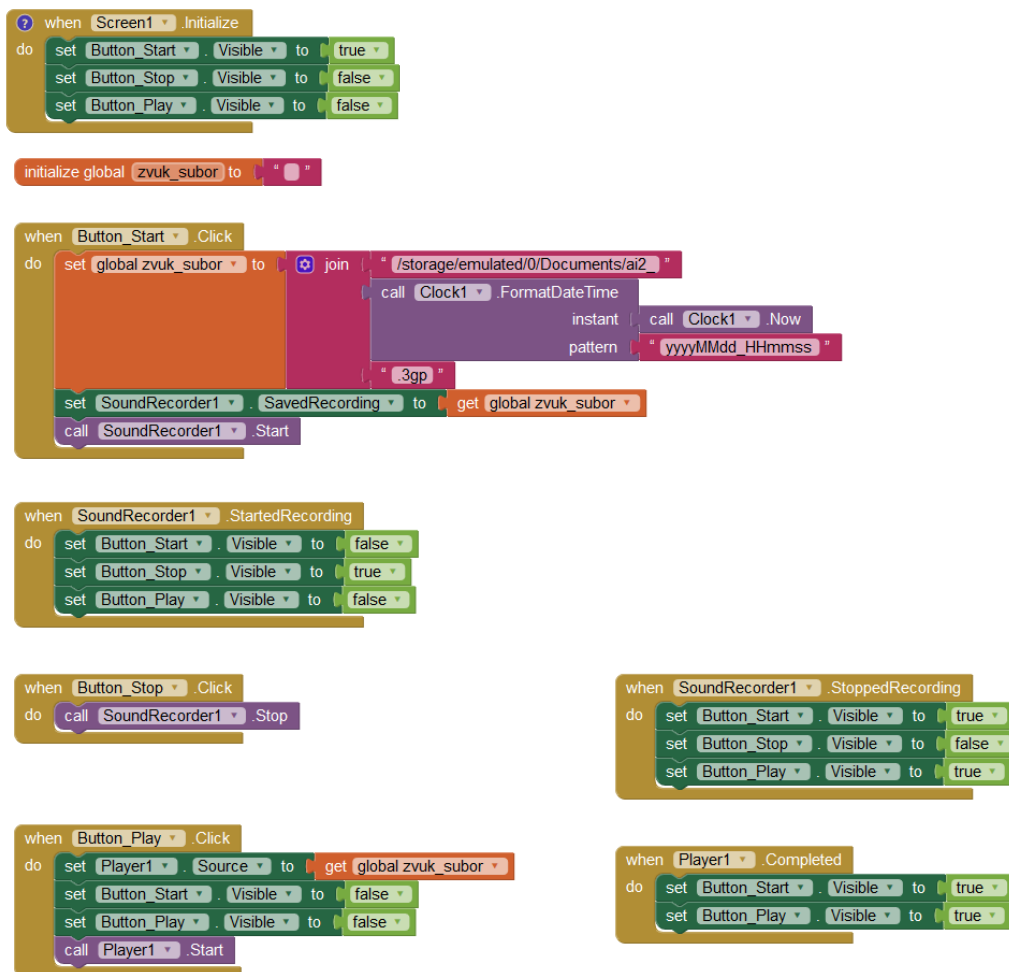 ? when Screen1 .Initialize
do set Button_Start . Visible to true
set Button_Stop . Visible to false
set Button_Play . Visible to false
initialize global zvuk_subor to " "
when Button_Start .Click
do set global zvuk_subor to join " /storage/emulated/0/Documents/ai2_ "
call Clock1 .FormatDateTime
instant call Clock1 .Now
pattern " yyyyMMdd_HHmmss "
" .3gp "
set SoundRecorder1 . SavedRecording to get global zvuk_subor
call SoundRecorder1 .Start
when SoundRecorder1 .StartedRecording
do set Button_Start . Visible to false
set Button_Stop . Visible to true
set Button_Play . Visible to false
when Button_Stop .Click
do call SoundRecorder1 .Stop
when SoundRecorder1 .StoppedRecording
do set Button_Start . Visible to true
set Button_Stop . Visible to false
set Button_Play . Visible to true
when Button_Play .Click
do set Player1 . Source to get global zvuk_subor
set Button_Start . Visible to false
set Button_Play . Visible to false
call Player1 .Start
when Player1 .Completed
do set Button_Start . Visible to true
set Button_Play . Visible to true